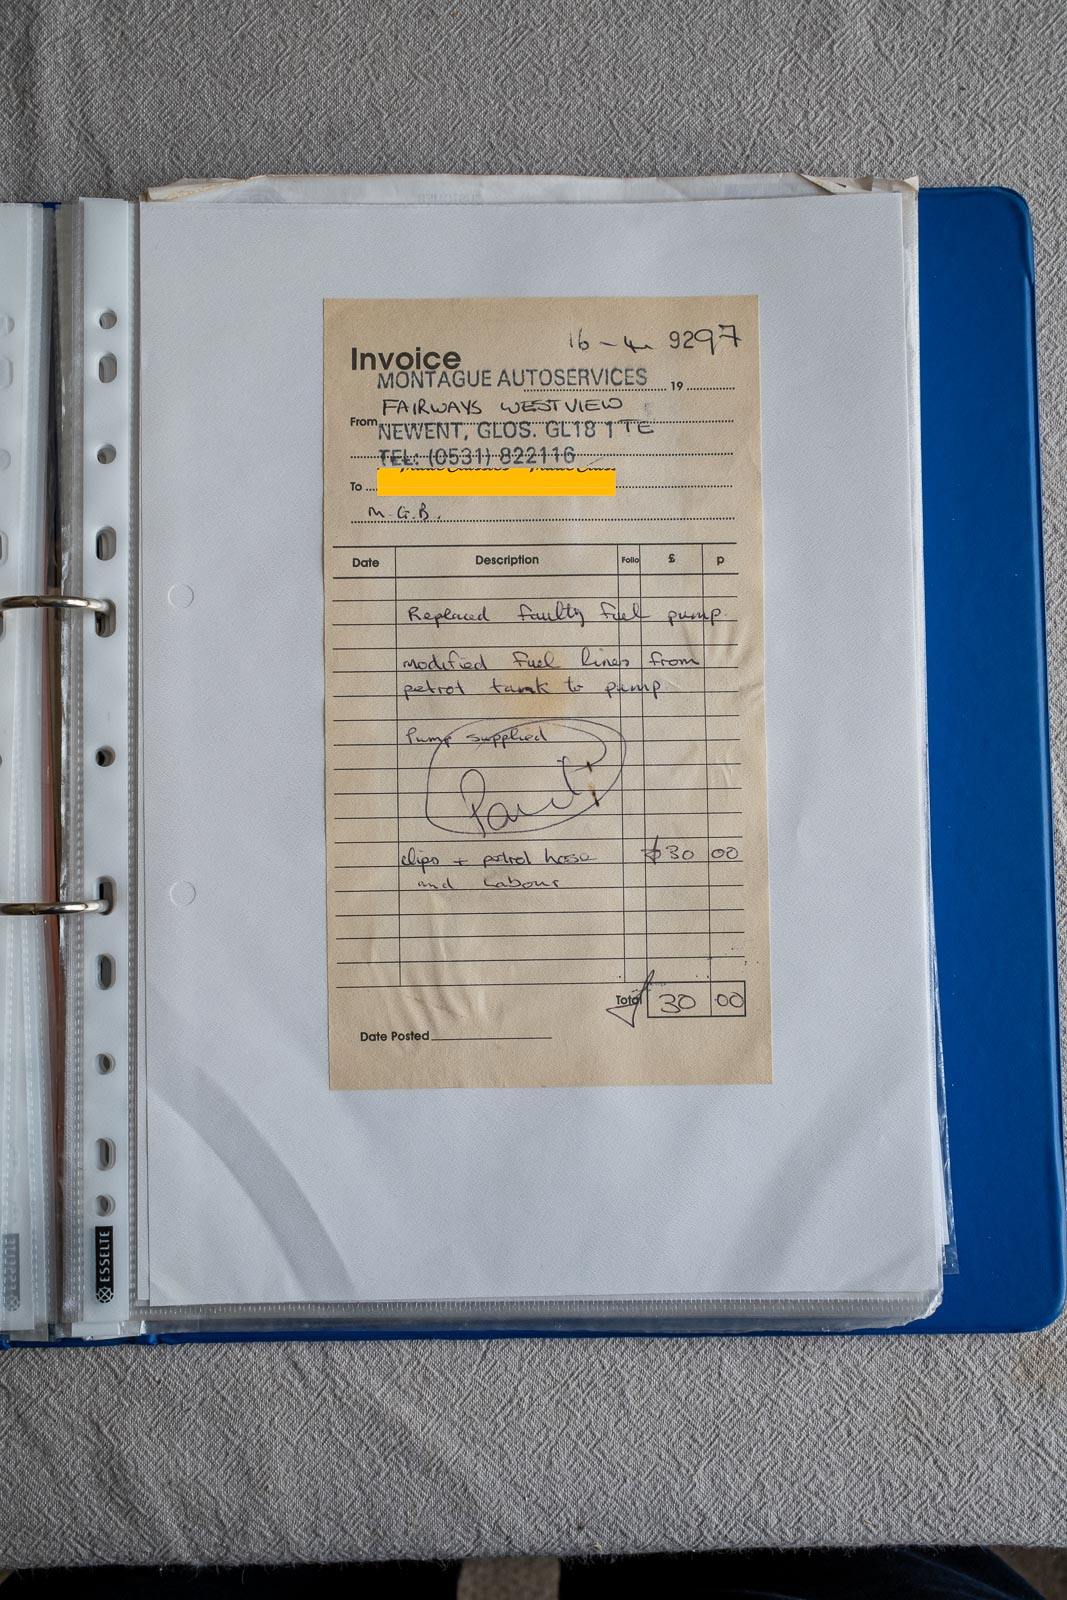 16 - 4 9297
Invoice
MONTAGUE AUTOSERVICES 19
FAIRWAYS WESTVIEW
From NEWENT, GLOS. GL18 1TE
TEL: (0531) 822116
To
M.G.B.
Date Description Folio £ p
Replaced faulty fuel pump.
modified fuel lines from
petrol tank to pump
Pump supplied
Paid
clips + petrol hose £30 00
and Labour
Total 30 00
Date Posted
ESSELTE
ESSELTE